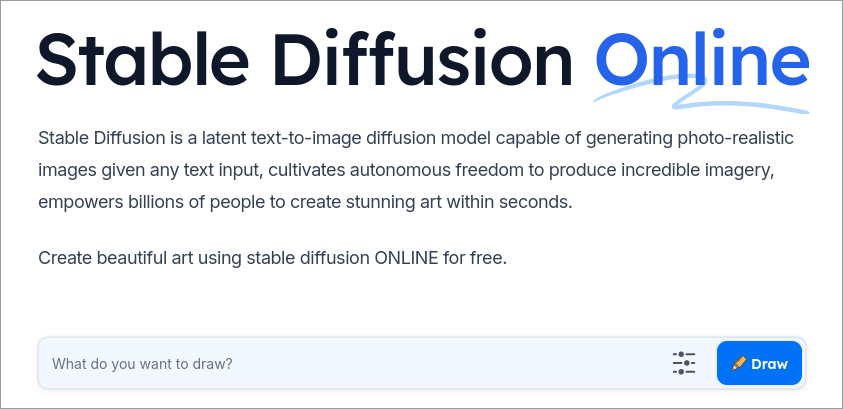 Stable Diffusion Online
Stable Diffusion is a latent text-to-image diffusion model capable of generating photo-realistic
images given any text input, cultivates autonomous freedom to produce incredible imagery,
empowers billions of people to create stunning art within seconds.
Create beautiful art using stable diffusion ONLINE for free.
What do you want to draw? Draw